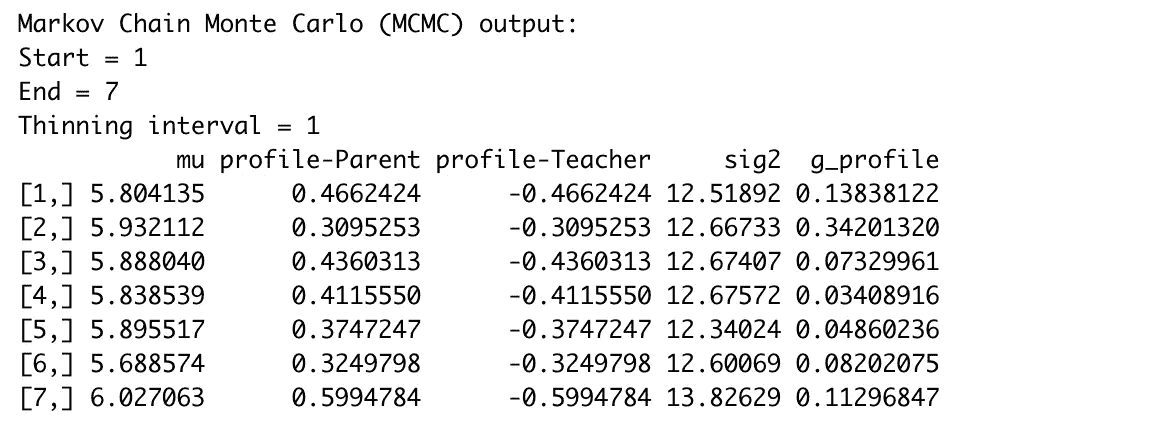 Markov Chain Monte Carlo (MCMC) output:
Start = 1
End = 7
Thinning interval = 1
mu profile-Parent profile-Teacher sig2 g_profile
[1,] 5.804135 0.4662424 -0.4662424 12.51892 0.13838122
[2,] 5.932112 0.3095253 -0.3095253 12.66733 0.34201320
[3,] 5.888040 0.4360313 -0.4360313 12.67407 0.07329961
[4,] 5.838539 0.4115550 -0.4115550 12.67572 0.03408916
[5,] 5.895517 0.3747247 -0.3747247 12.34024 0.04860236
[6,] 5.688574 0.3249798 -0.3249798 12.60069 0.08202075
[7,] 6.027063 0.5994784 -0.5994784 13.82629 0.11296847